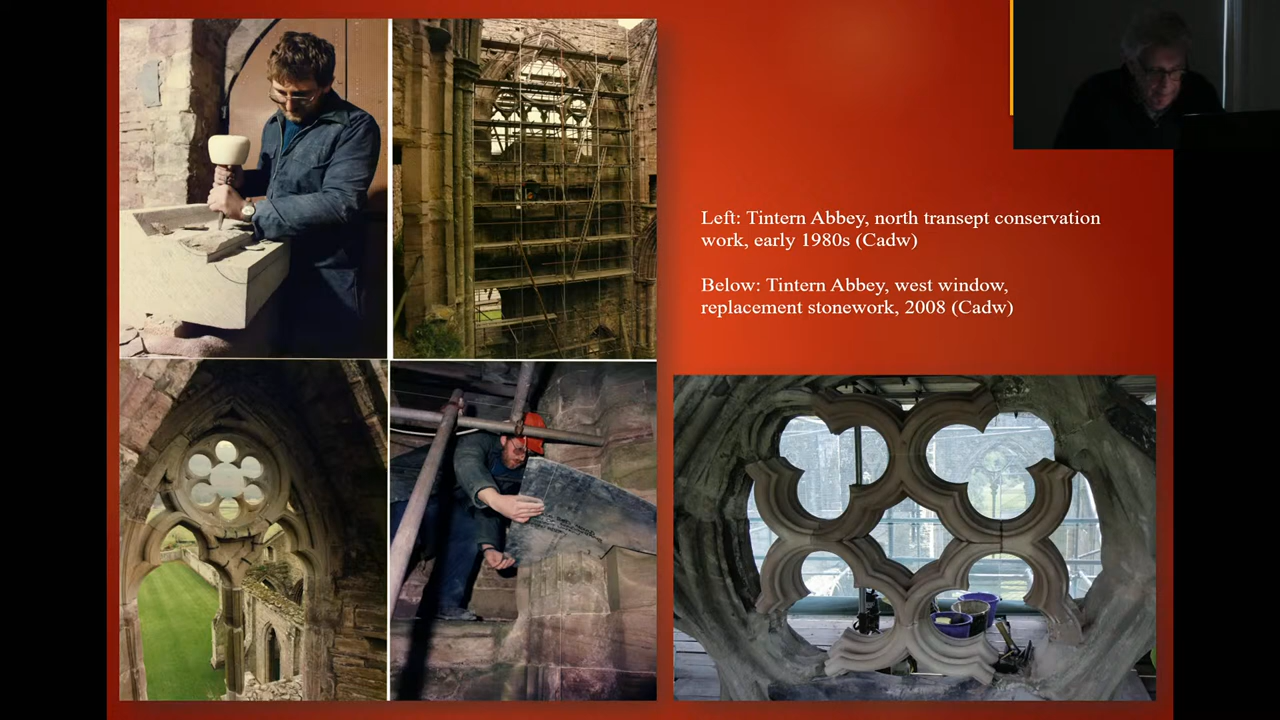 Left: Tintern Abbey, north transept conservation
work, early 1980s (Cadw)
Below: Tintern Abbey, west window,
replacement stonework, 2008 (Cadw)